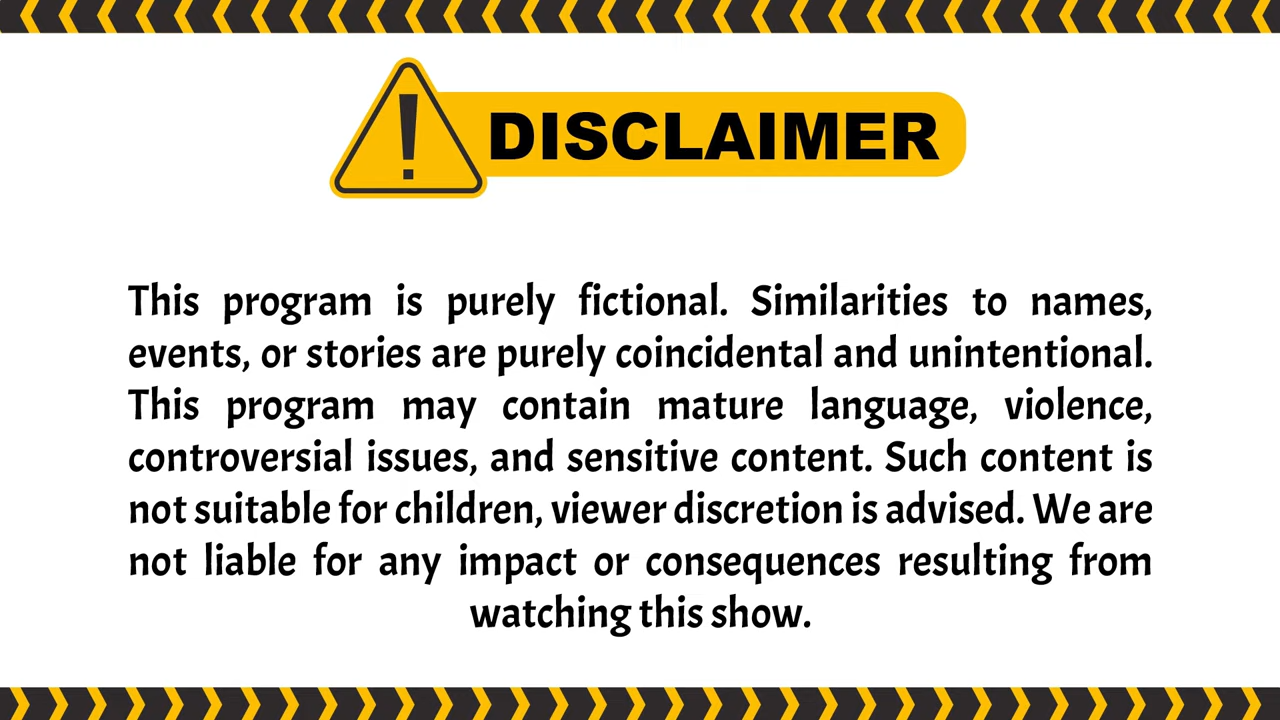 !
DISCLAIMER
This program is purely fictional. Similarities to names,
events, or stories are purely coincidental and unintentional.
This program may contain mature language, violence,
controversial issues, and sensitive content. Such content is
not suitable for children, viewer discretion is advised. We are
not liable for any impact or consequences resulting from
watching this show.